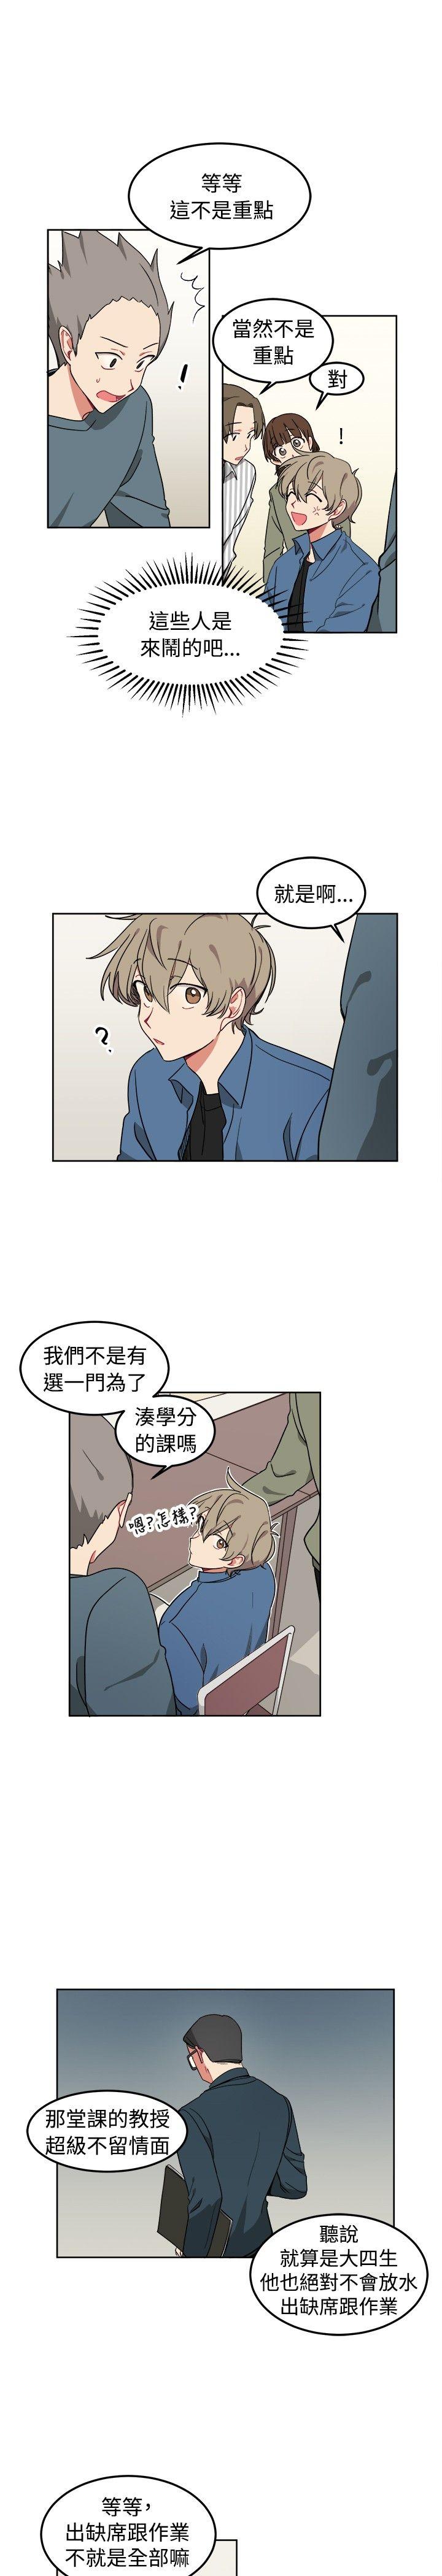 等等
這不是重點
當然不是
重點
對
!
!
這些人是
來鬧的吧...
就是啊...
?
我們不是有
選一門為了
湊學分
的課嗎
嗯?怎樣?
那堂課的教授
超級不留情面
聽說
就算是大四生
他也絕對不會放水
出缺席跟作業
等等,
出缺席跟作業
不就是全部嘛